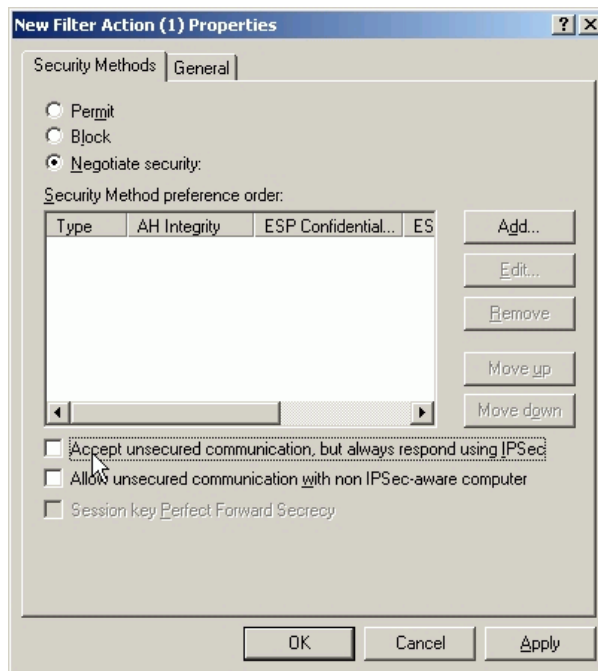 New Filter Action (1) Properties
Security Methods
General
Permit
Block
Negotiate security:
Security Method preference order:
Type AH Integrity ESP Confidential... ES
Add...
Edit...
Remove
Move up
Move down
Accept unsecured communication, but always respond using IPSec
Allow unsecured communication with non IPSec-aware computer
Session key Perfect Forward Secrecy
OK Cancel Apply